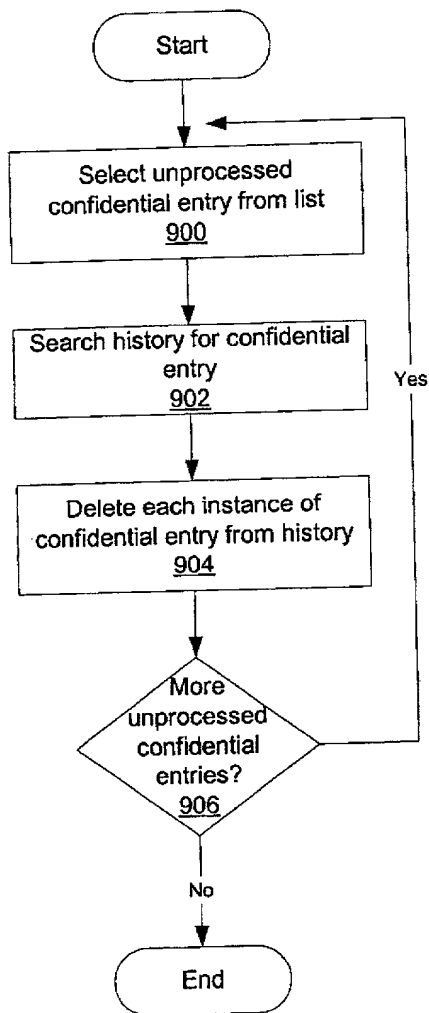 Start
Select unprocessed
confidential entry from list
900
Search history for confidential
entry
902
Yes
Delete each instance of
confidential entry from history
904
More
unprocessed
confidential
entries?
906
No
End